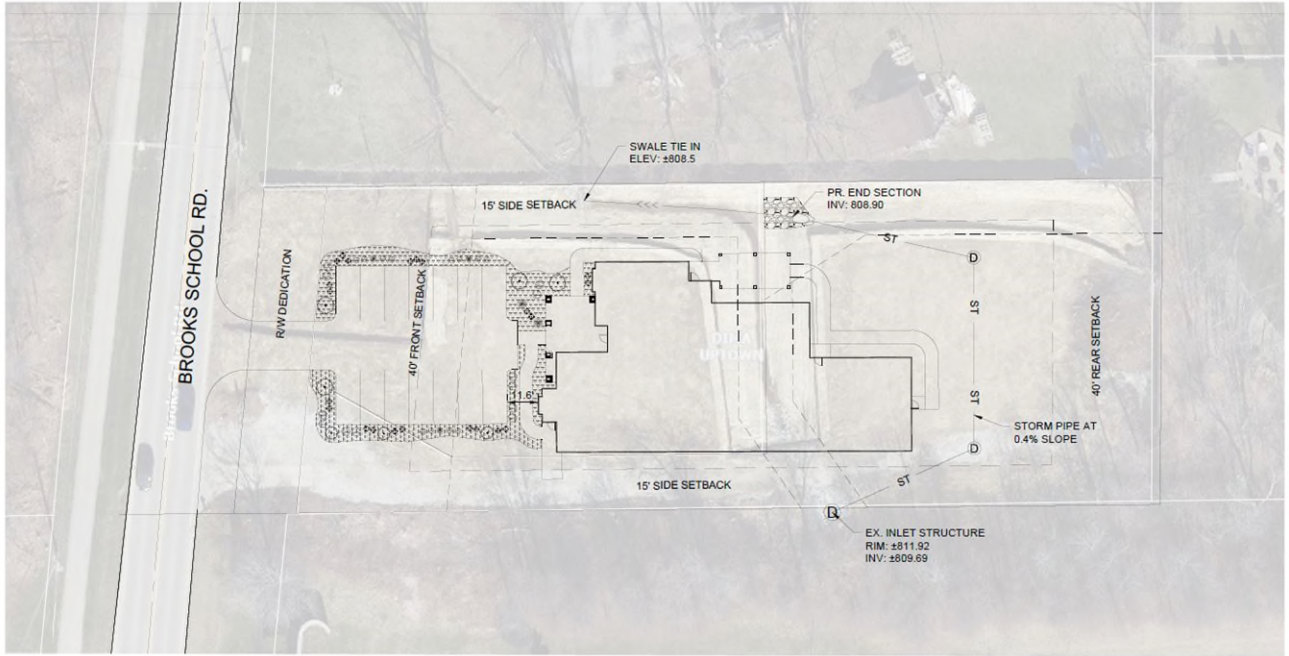 SWALE TIE IN
ELEV: ±808.5
15' SIDE SETBACK
PR. END SECTION
INV: 808.90
ST
D
BROOKS SCHOOL RD.
R/W DEDICATION
40' FRONT SETBACK
ST
40' REAR SETBACK
UPTOWN
ST
STORM PIPE AT
0.4% SLOPE
D
15' SIDE SETBACK
ST
D
EX. INLET STRUCTURE
RIM: ±811.92
INV: ±809.69